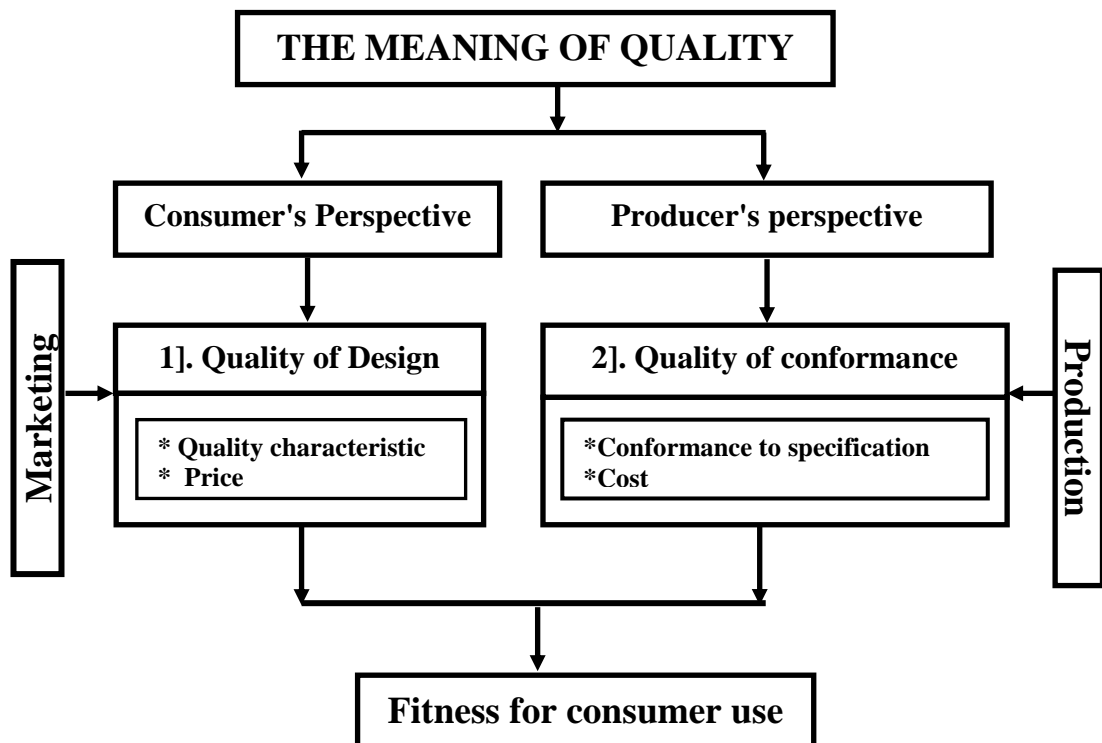 THE MEANING OF QUALITY
Consumer's Perspective
Producer's perspective
Marketing
1]. Quality of Design
* Quality characteristic
* Price
2]. Quality of conformance
*Conformance to specification
*Cost
Production
Fitness for consumer use